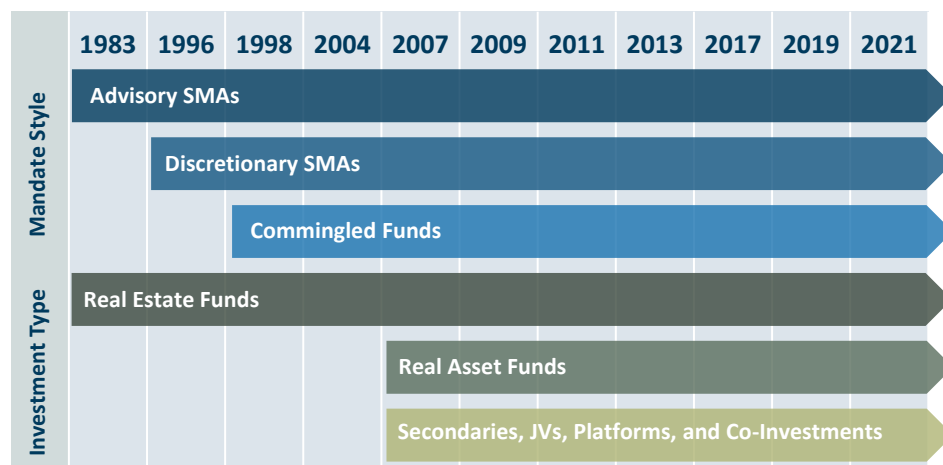 1983 1996 1998 2004 2007 2009 2011 2013 2017 2019 2021
Mandate Style
Advisory SMAs
Discretionary SMAs
Commingled Funds
Investment Type
Real Estate Funds
Real Asset Funds
Secondaries, JVs, Platforms, and Co-Investments